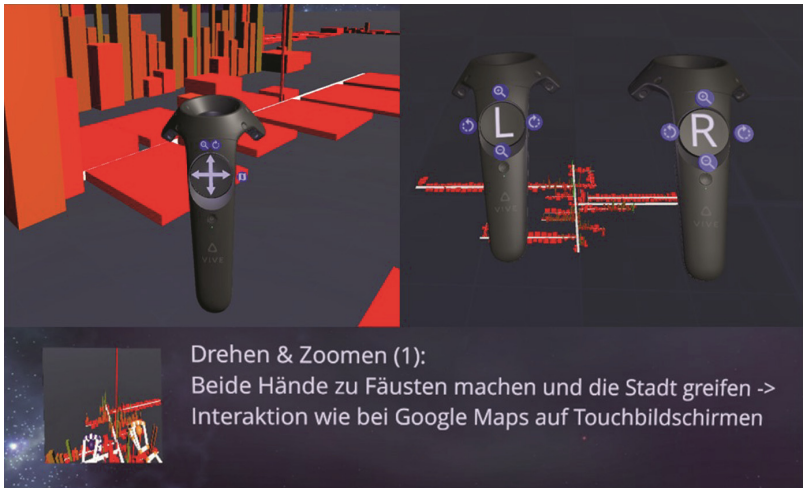 L
R
VIVE
VIVE
VIVE
Drehen & Zoomen (1):
Beide Hände zu Fäusten machen und die Stadt greifen ->
Interaktion wie bei Google Maps auf Touchbildschirmen